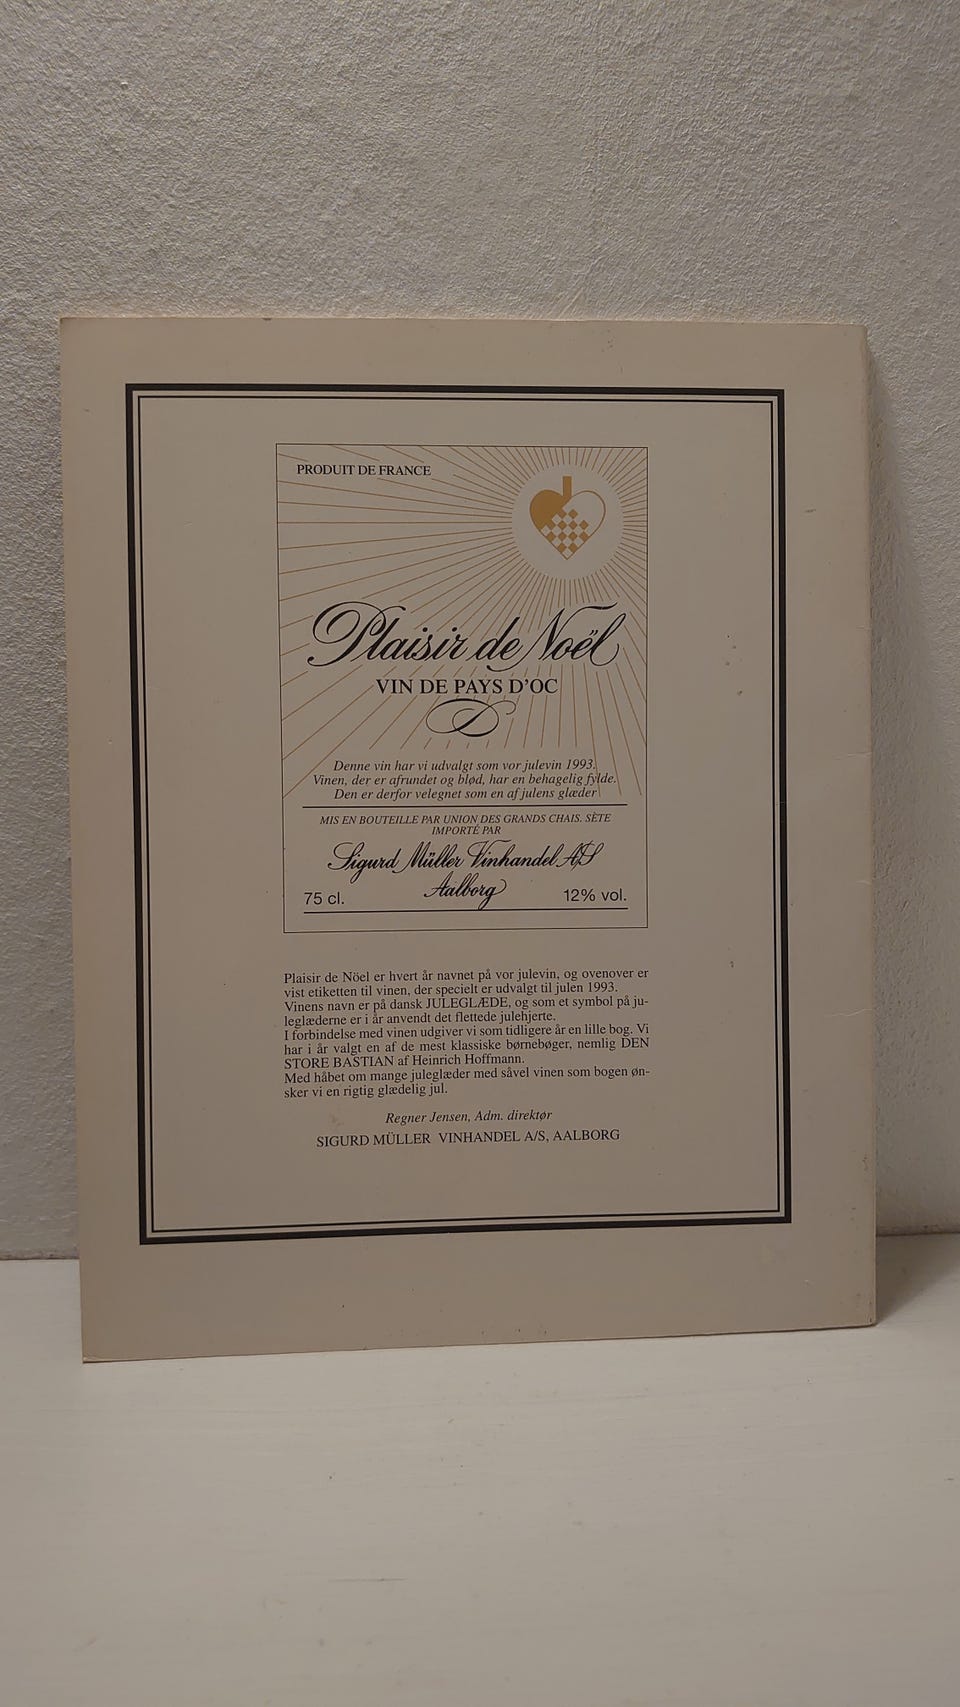 PRODUIT DE FRANCE
Plaisir de Noël
VIN DE PAYS D'OC
Denne vin har vi udvalgt som vor julevin 1993.
Vinen, der er afrundet og blød, har en behagelig fylde.
Den er derfor velegnet som en af julens glæder
MIS EN BOUTEILLE PAR UNION DES GRANDS CHAIS. SÈTE
IMPORTÉ PAR
Sigurd Müller Vinhandel A/S
Aalborg
75 cl.
12% vol.
Plaisir de Nöel er hvert år navnet på vor julevin, og ovenover er
vist etiketten til vinen, der specielt er udvalgt til julen 1993.
Vinens navn er på dansk JULEGLÆDE, og som et symbol på ju-
leglæderne er i år anvendt det flettede julehjerte.
I forbindelse med vinen udgiver vi som tidligere år en lille bog. Vi
har i år valgt en af de mest klassiske børnebøger, nemlig DEN
STORE BASTIAN af Heinrich Hoffmann.
Med håbet om mange juleglæder med såvel vinen som bogen øn-
sker vi en rigtig glædelig jul.
Regner Jensen, Adm. direktør
SIGURD MÜLLER VINHANDEL A/S, AALBORG